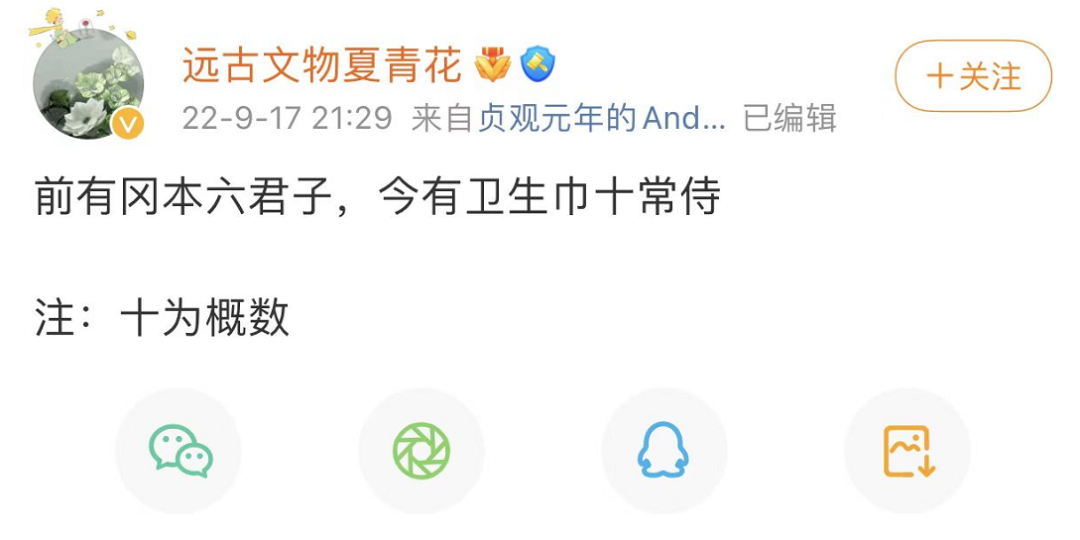 远古文物夏青花
+关注
22-9-17 21:29 来自贞观元年的And... 已编辑
前有冈本六君子，今有卫生巾十常侍
注：十为概数